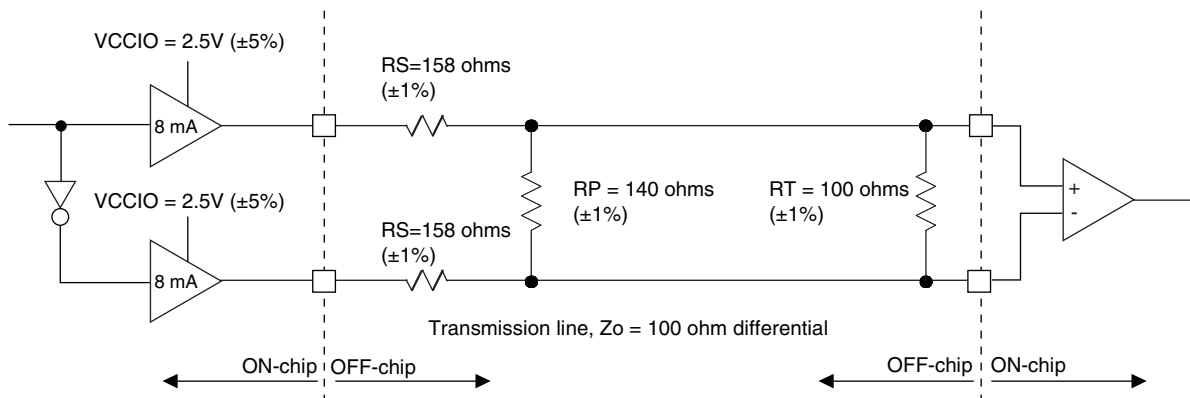 VCCIO = 2.5V (±5%)
8 mA
RS=158 ohms
(±1%)
RP = 140 ohms
(±1%)
RT = 100 ohms
(±1%)
+
-
VCCIO = 2.5V (±5%)
8 mA
RS=158 ohms
(±1%)
Transmission line, Zo = 100 ohm differential
ON-chip
OFF-chip
OFF-chip
ON-chip